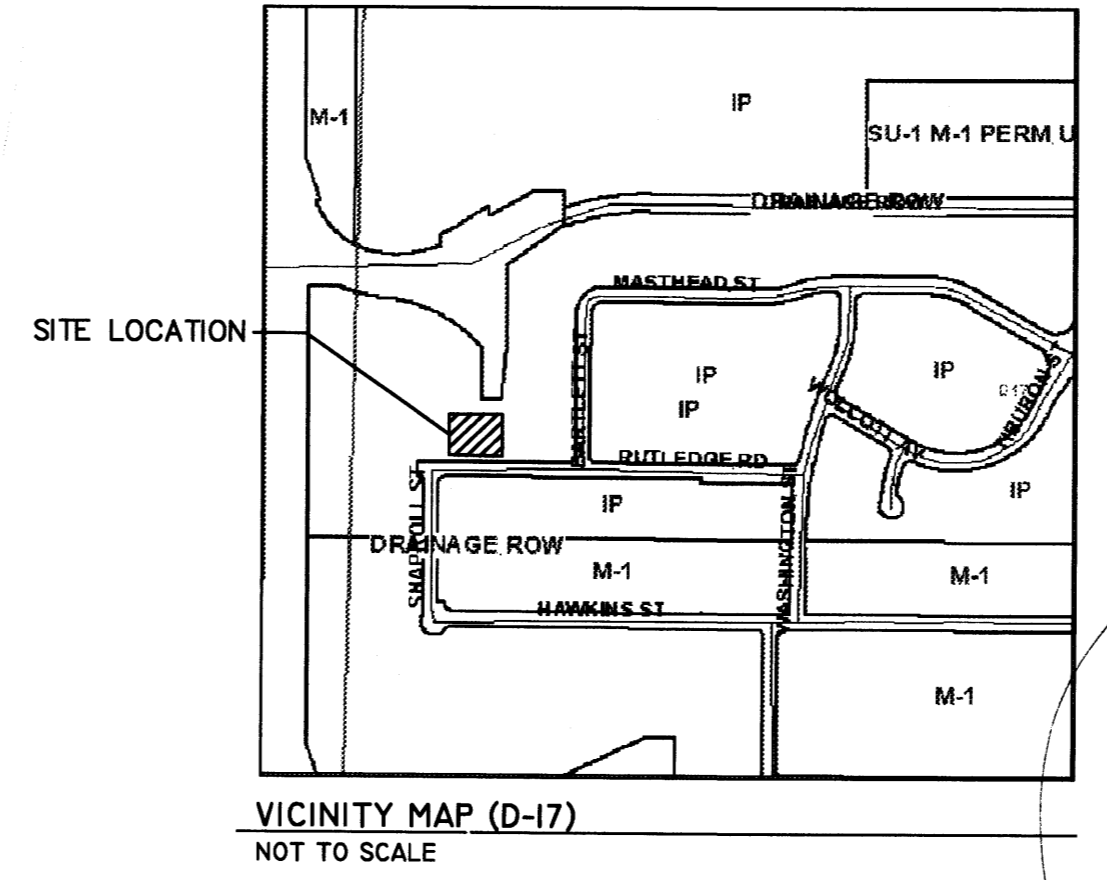 M-1
IP
SU-1 M-1 PERM U
DRAINAGE ROW
MASTHEAD ST
SITE LOCATION
BARTLETT ST
IP
IP
IP
RUTLEDGE RD
IP
IP
WASHINGTON ST
DRAINAGE ROW
M-1
M-1
HAWKINS ST
M-1
VICINITY MAP (D-17)
NOT TO SCALE